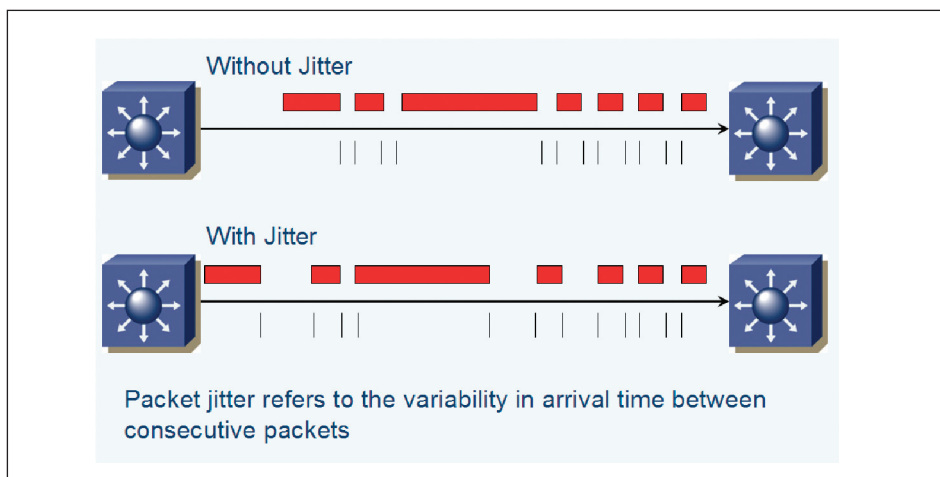 Without Jitter
With Jitter
Packet jitter refers to the variability in arrival time between
consecutive packets